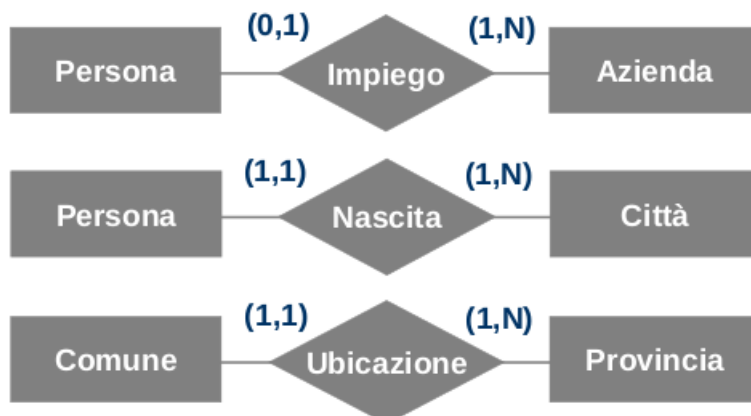 (0,1) (1,N)
Persona Impiego Azienda
(1,1) (1,N)
Persona Nascita Città
(1,1) (1,N)
Comune Ubicazione Provincia